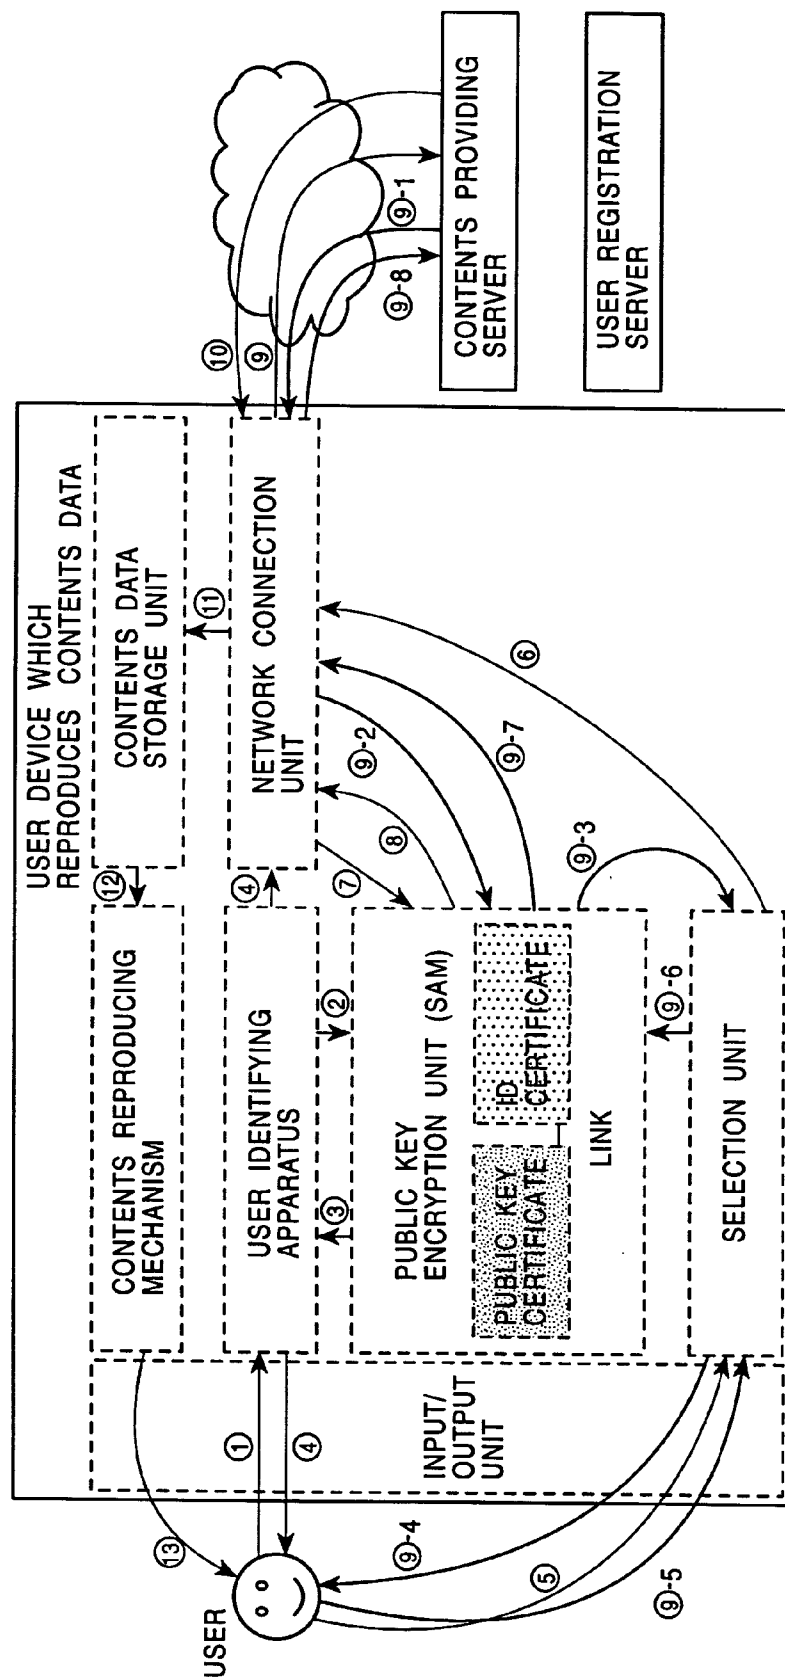 USER DEVICE WHICH
REPRODUCES CONTENTS DATA
CONTENTS REPRODUCING
MECHANISM
⑫
CONTENTS DATA
STORAGE UNIT
⑬
⑪
⑩
USER
①
④
USER IDENTIFYING
APPARATUS
④
NETWORK CONNECTION
UNIT
⑨
③
②
⑦
⑧
⑨-2
⑨-1
⑨-8
INPUT/
OUTPUT
UNIT
PUBLIC KEY
ENCRYPTION UNIT (SAM)
PUBLIC KEY
CERTIFICATE
ID
CERTIFICATE
LINK
⑨-7
⑥
⑨-3
⑨-6
⑨-4
⑤
⑨-5
SELECTION UNIT
CONTENTS PROVIDING
SERVER
USER REGISTRATION
SERVER